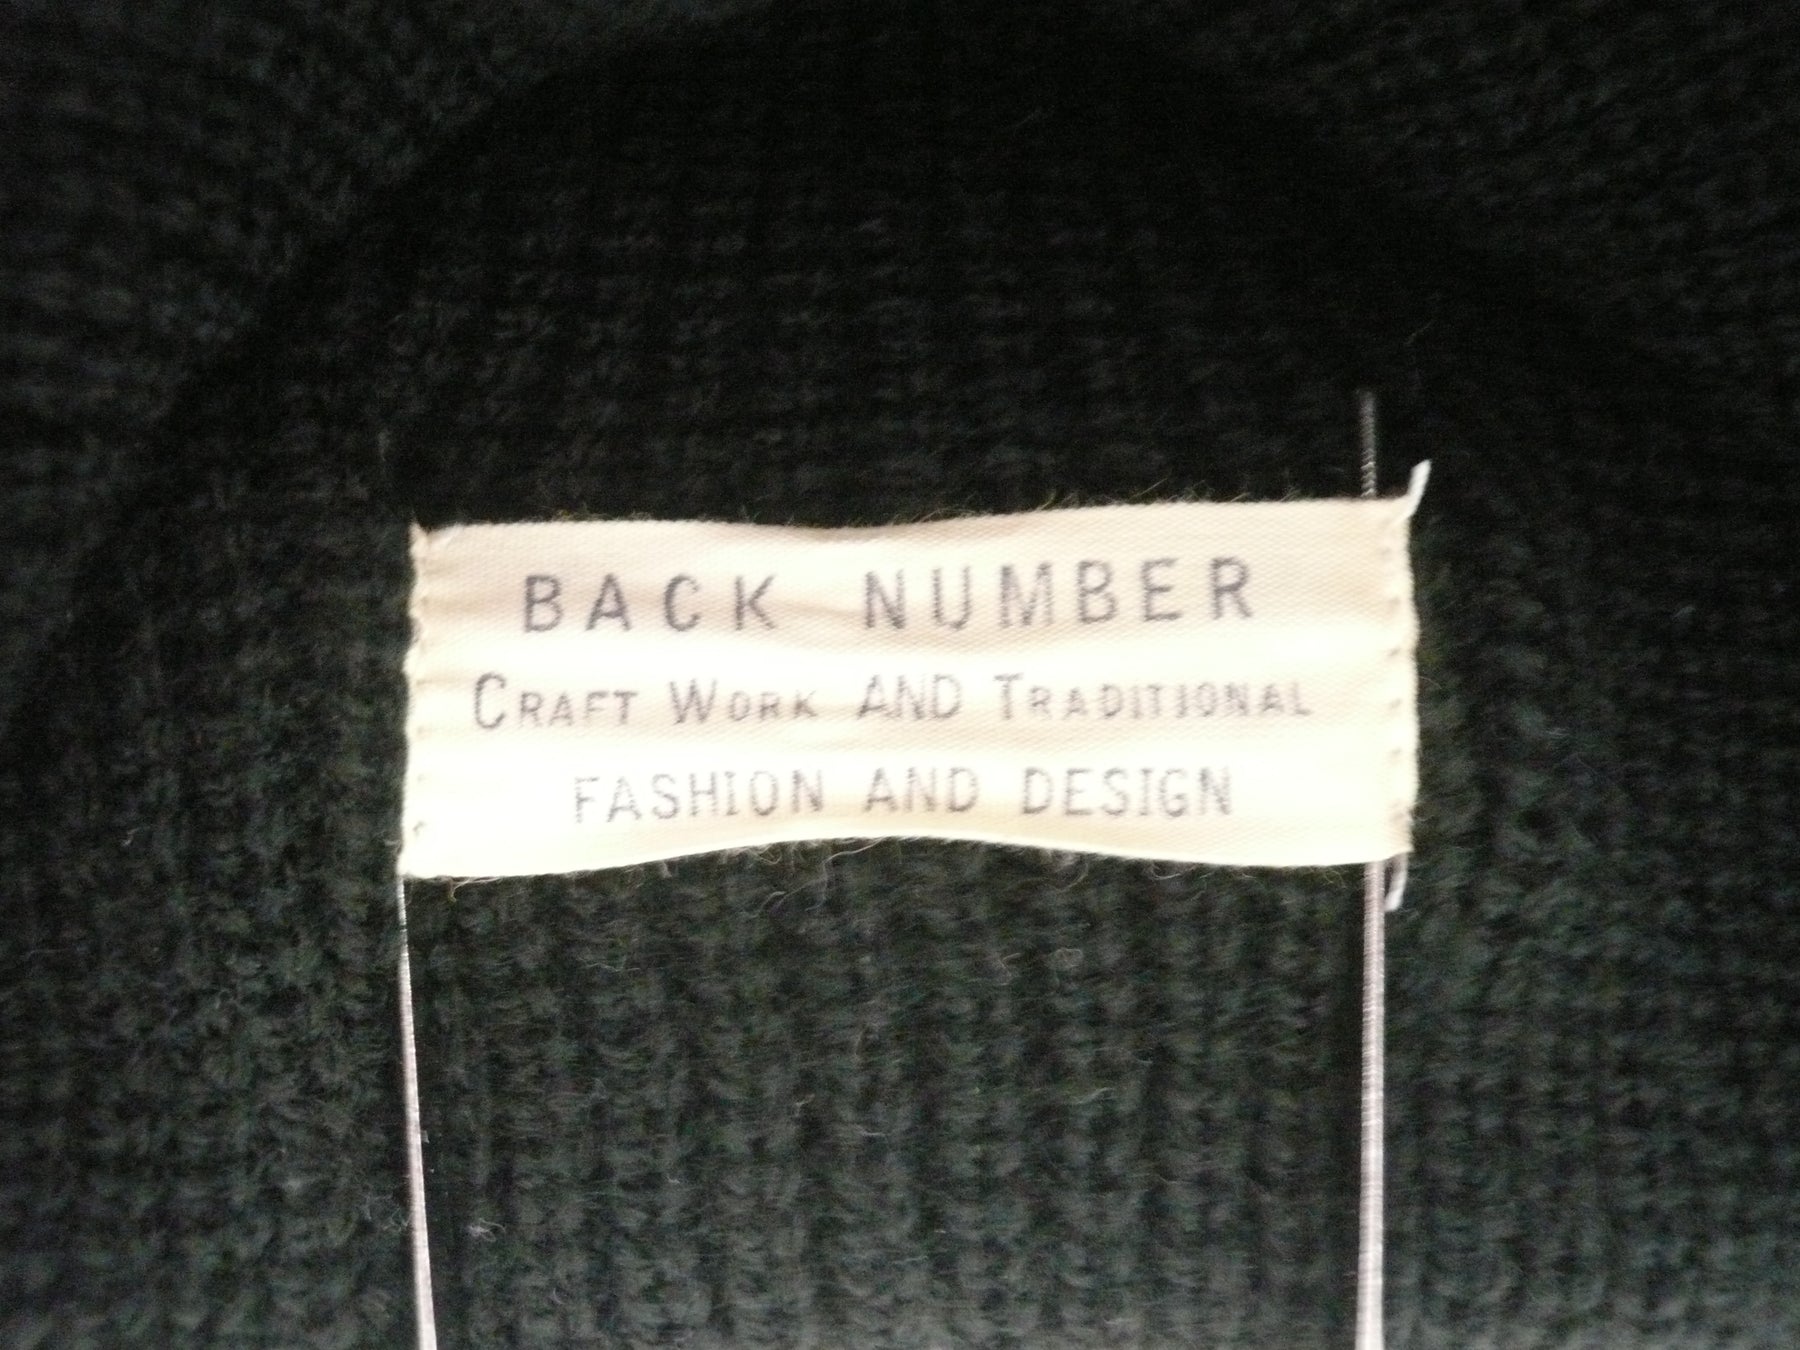 BACK NUMBER
CRAFT WORK AND TRADITIONAL
FASHION AND DESIGN